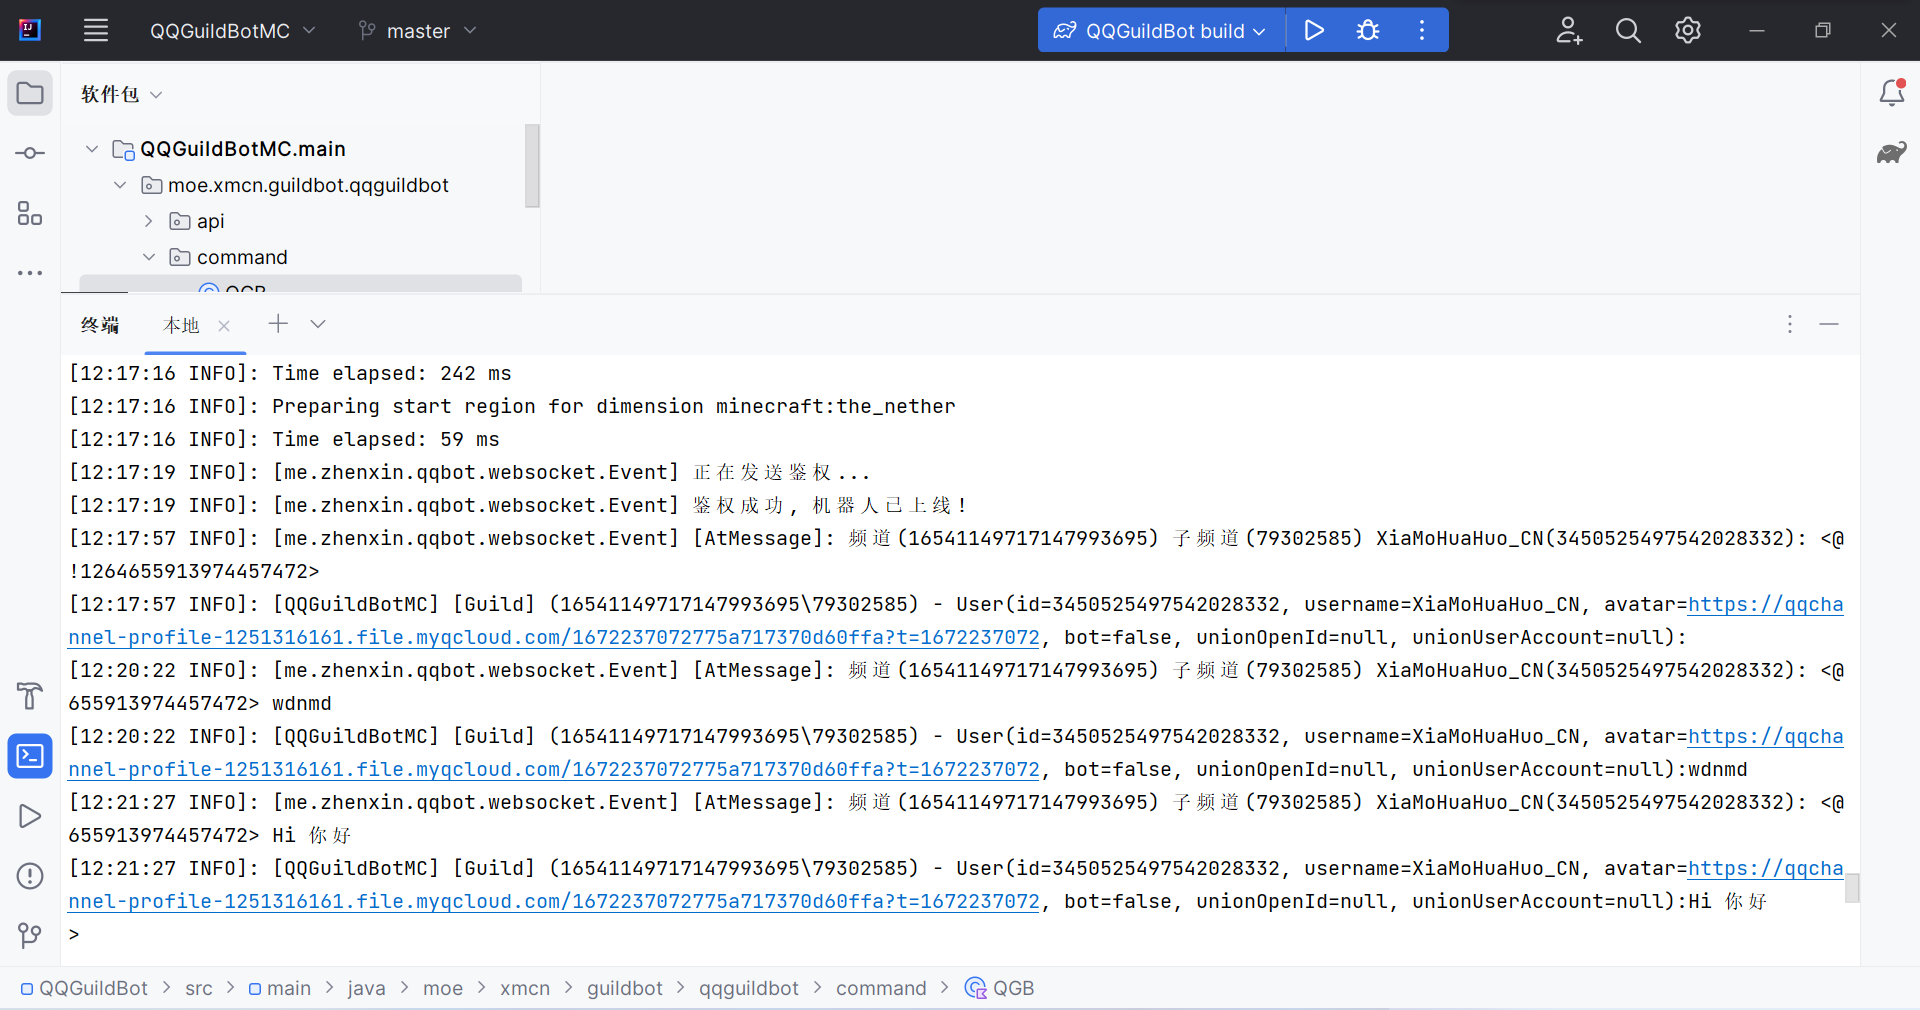 QQGuildBotMC
master
QQGuildBot build
软件包
QQGuildBotMC.main
moe.xmcn.guildbot.qqguildbot
api
command
QGB
终端 本地
[12:17:16 INFO]: Time elapsed: 242 ms
[12:17:16 INFO]: Preparing start region for dimension minecraft:the_nether
[12:17:16 INFO]: Time elapsed: 59 ms
[12:17:19 INFO]: [me.zhenxin.qqbot.websocket.Event] 正在发送鉴权...
[12:17:19 INFO]: [me.zhenxin.qqbot.websocket.Event] 鉴权成功, 机器人已上线!
[12:17:57 INFO]: [me.zhenxin.qqbot.websocket.Event] [AtMessage]: 频道(16541149717147993695) 子频道(79302585) XiaMoHuaHuo_CN(3450525497542028332): <@
!1264655913974457472>
[12:17:57 INFO]: [QQGuildBotMC] [Guild] (16541149717147993695\79302585) - User(id=3450525497542028332, username=XiaMoHuaHuo_CN, avatar=https://qqcha
nnel-profile-1251316161.file.myqcloud.com/1672237072775a717370d60ffa?t=1672237072, bot=false, unionOpenId=null, unionUserAccount=null):
[12:20:22 INFO]: [me.zhenxin.qqbot.websocket.Event] [AtMessage]: 频道(16541149717147993695) 子频道(79302585) XiaMoHuaHuo_CN(3450525497542028332): <@
655913974457472> wdnmd
[12:20:22 INFO]: [QQGuildBotMC] [Guild] (16541149717147993695\79302585) - User(id=3450525497542028332, username=XiaMoHuaHuo_CN, avatar=https://qqcha
nnel-profile-1251316161.file.myqcloud.com/1672237072775a717370d60ffa?t=1672237072, bot=false, unionOpenId=null, unionUserAccount=null):wdnmd
[12:21:27 INFO]: [me.zhenxin.qqbot.websocket.Event] [AtMessage]: 频道(16541149717147993695) 子频道(79302585) XiaMoHuaHuo_CN(3450525497542028332): <@
655913974457472> Hi 你好
[12:21:27 INFO]: [QQGuildBotMC] [Guild] (16541149717147993695\79302585) - User(id=3450525497542028332, username=XiaMoHuaHuo_CN, avatar=https://qqcha
nnel-profile-1251316161.file.myqcloud.com/1672237072775a717370d60ffa?t=1672237072, bot=false, unionOpenId=null, unionUserAccount=null):Hi 你好
>
QQGuildBot > src > main > java > moe > xmcn > guildbot > qqguildbot > command > QGB